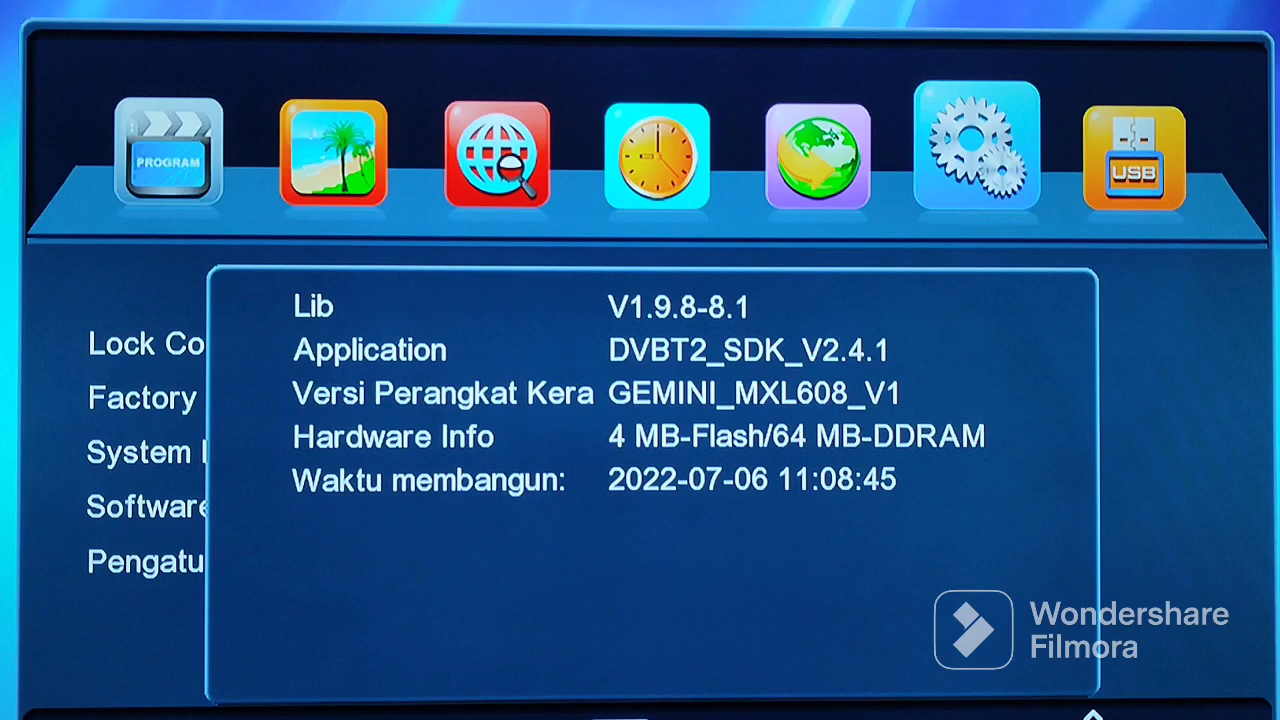 PROGRAM
USB
Lib V1.9.8-8.1
Application DVBT2_SDK_V2.4.1
Versi Perangkat Kera GEMINI_MXL608_V1
Hardware Info 4 MB-Flash/64 MB-DDRAM
Waktu membangun: 2022-07-06 11:08:45
Lock Co
Factory
System
Software
Pengatu
Wondershare
Filmora